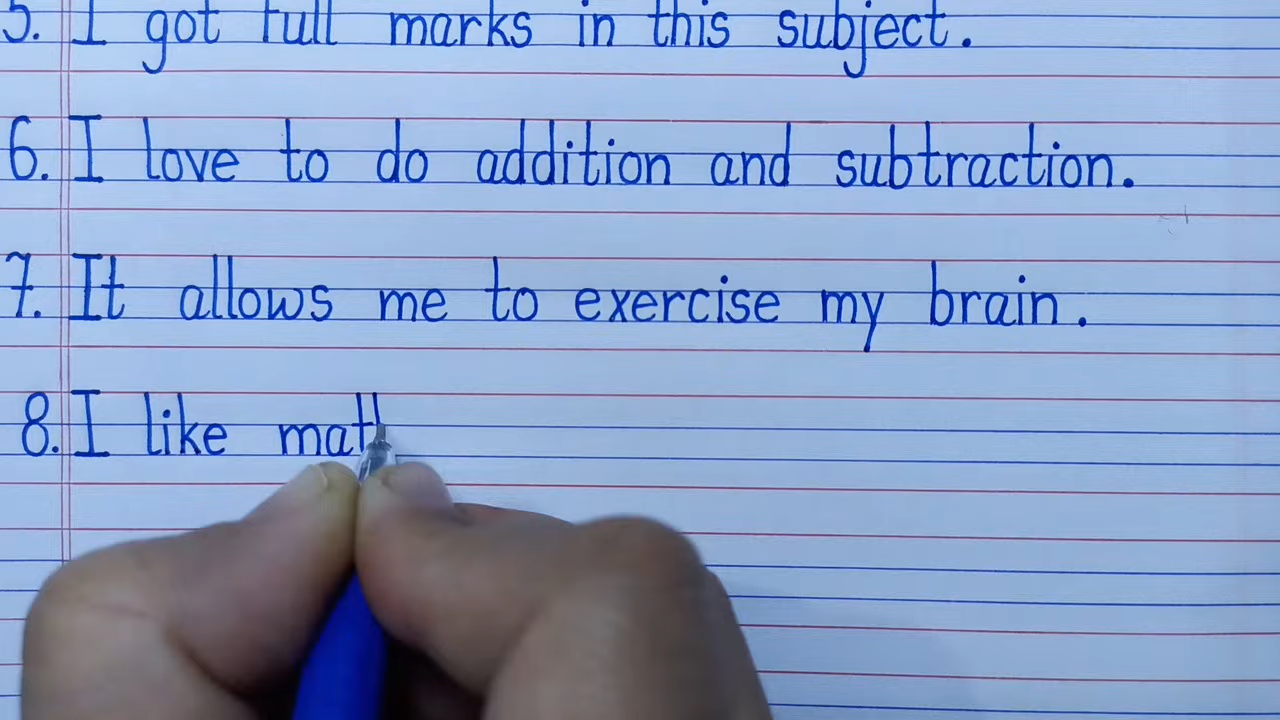 5. I got full marks in this subject.
6. I love to do addition and subtraction.
7. It allows me to exercise my brain.
8. I like mat